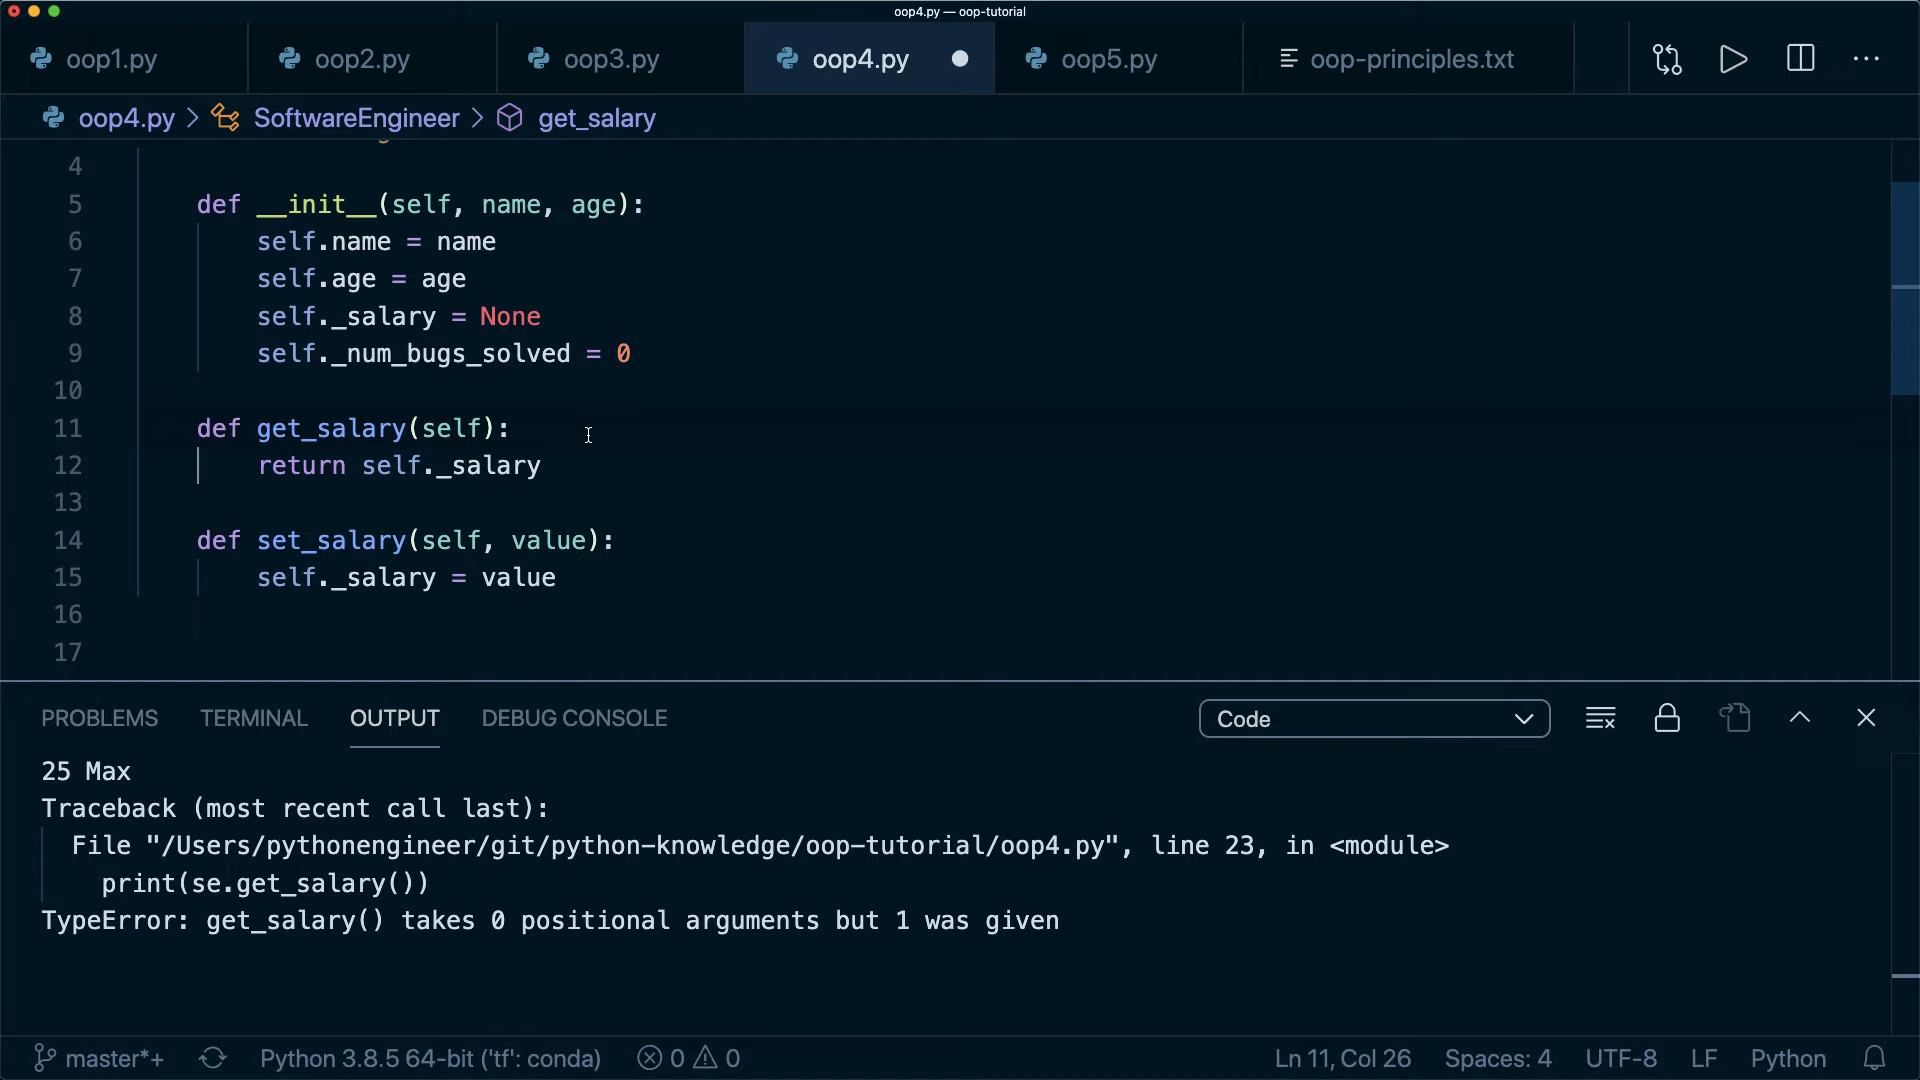 oop4.py — oop-tutorial
oop1.py oop2.py oop3.py oop4.py oop5.py oop-principles.txt
oop4.py > SoftwareEngineer > get_salary
4
5 def __init__(self, name, age):
6 self.name = name
7 self.age = age
8 self._salary = None
9 self._num_bugs_solved = 0
10
11 def get_salary(self):
12 return self._salary
13
14 def set_salary(self, value):
15 self._salary = value
16
17
PROBLEMS TERMINAL OUTPUT DEBUG CONSOLE Code
25 Max
Traceback (most recent call last):
File "/Users/pythonengineer/git/python-knowledge/oop-tutorial/oop4.py", line 23, in <module>
print(se.get_salary())
TypeError: get_salary() takes 0 positional arguments but 1 was given
master*+ Python 3.8.5 64-bit ('tf': conda) 0 0 Ln 11, Col 26 Spaces: 4 UTF-8 LF Python